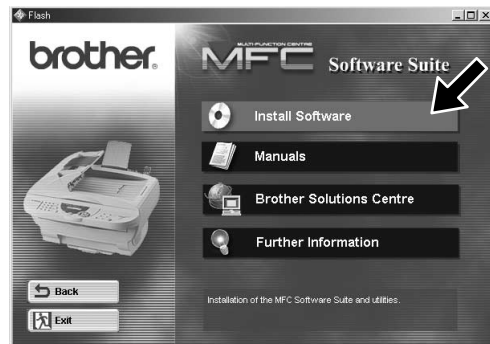 Flash
brother®
MULTI-FUNCTION CENTRE
MFC Software Suite
Install Software
Manuals
Brother Solutions Centre
Further Information
Back
Exit
Installation of the MFC Software Suite and utilities.